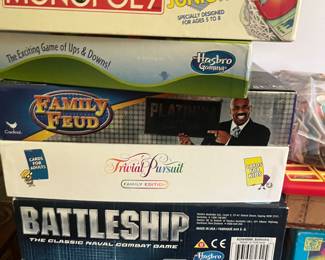 MONOPOLY
JUNIOR
SPECIALLY DESIGNED
FOR AGES 5 TO 8
The Exciting Game of Ups & Downs!
Hasbro
Gaming
Cardinal
FAMILY
FEUD
PLATINUM
CARDS FOR
ADULTS
Trivial Pursuit
FAMILY EDITION
CARDS
FOR KIDS
BATTLESHIP
THE CLASSIC NAVAL COMBAT GAME
Hasbro